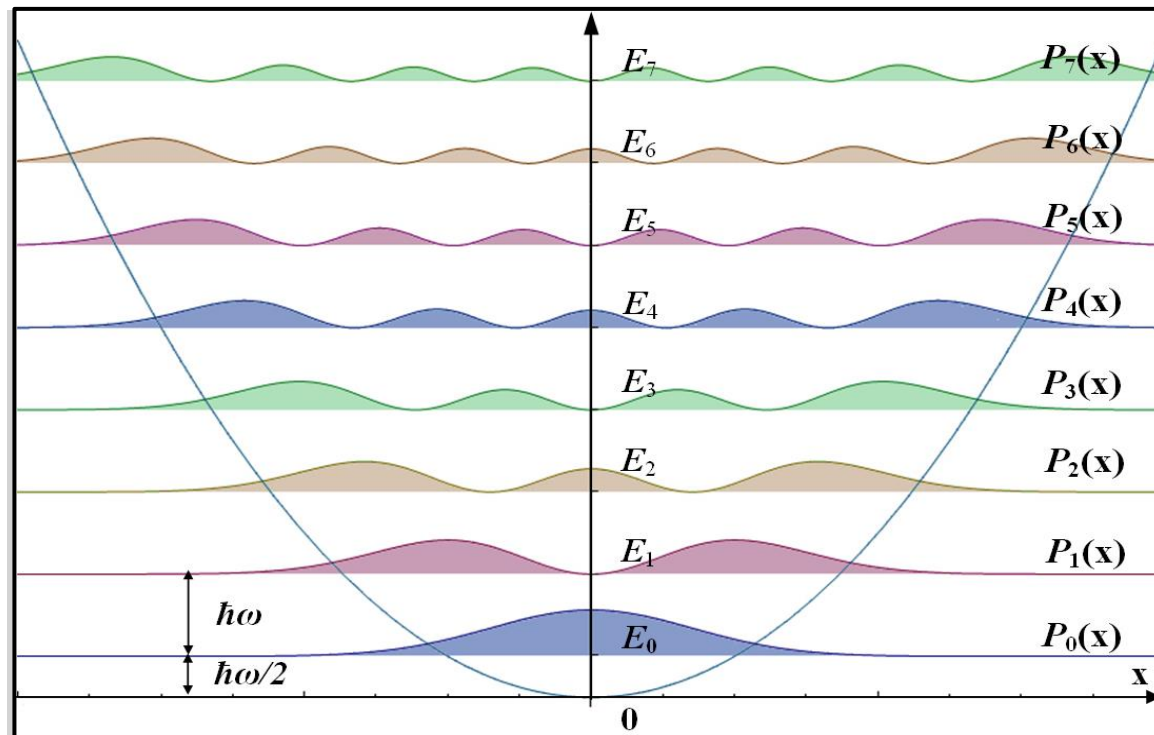 E₇ P₇(x)
E₆ P₆(x)
E₅ P₅(x)
E₄ P₄(x)
E₃ P₃(x)
E₂ P₂(x)
E₁ P₁(x)
ħω
E₀ P₀(x)
ħω/2
x
0